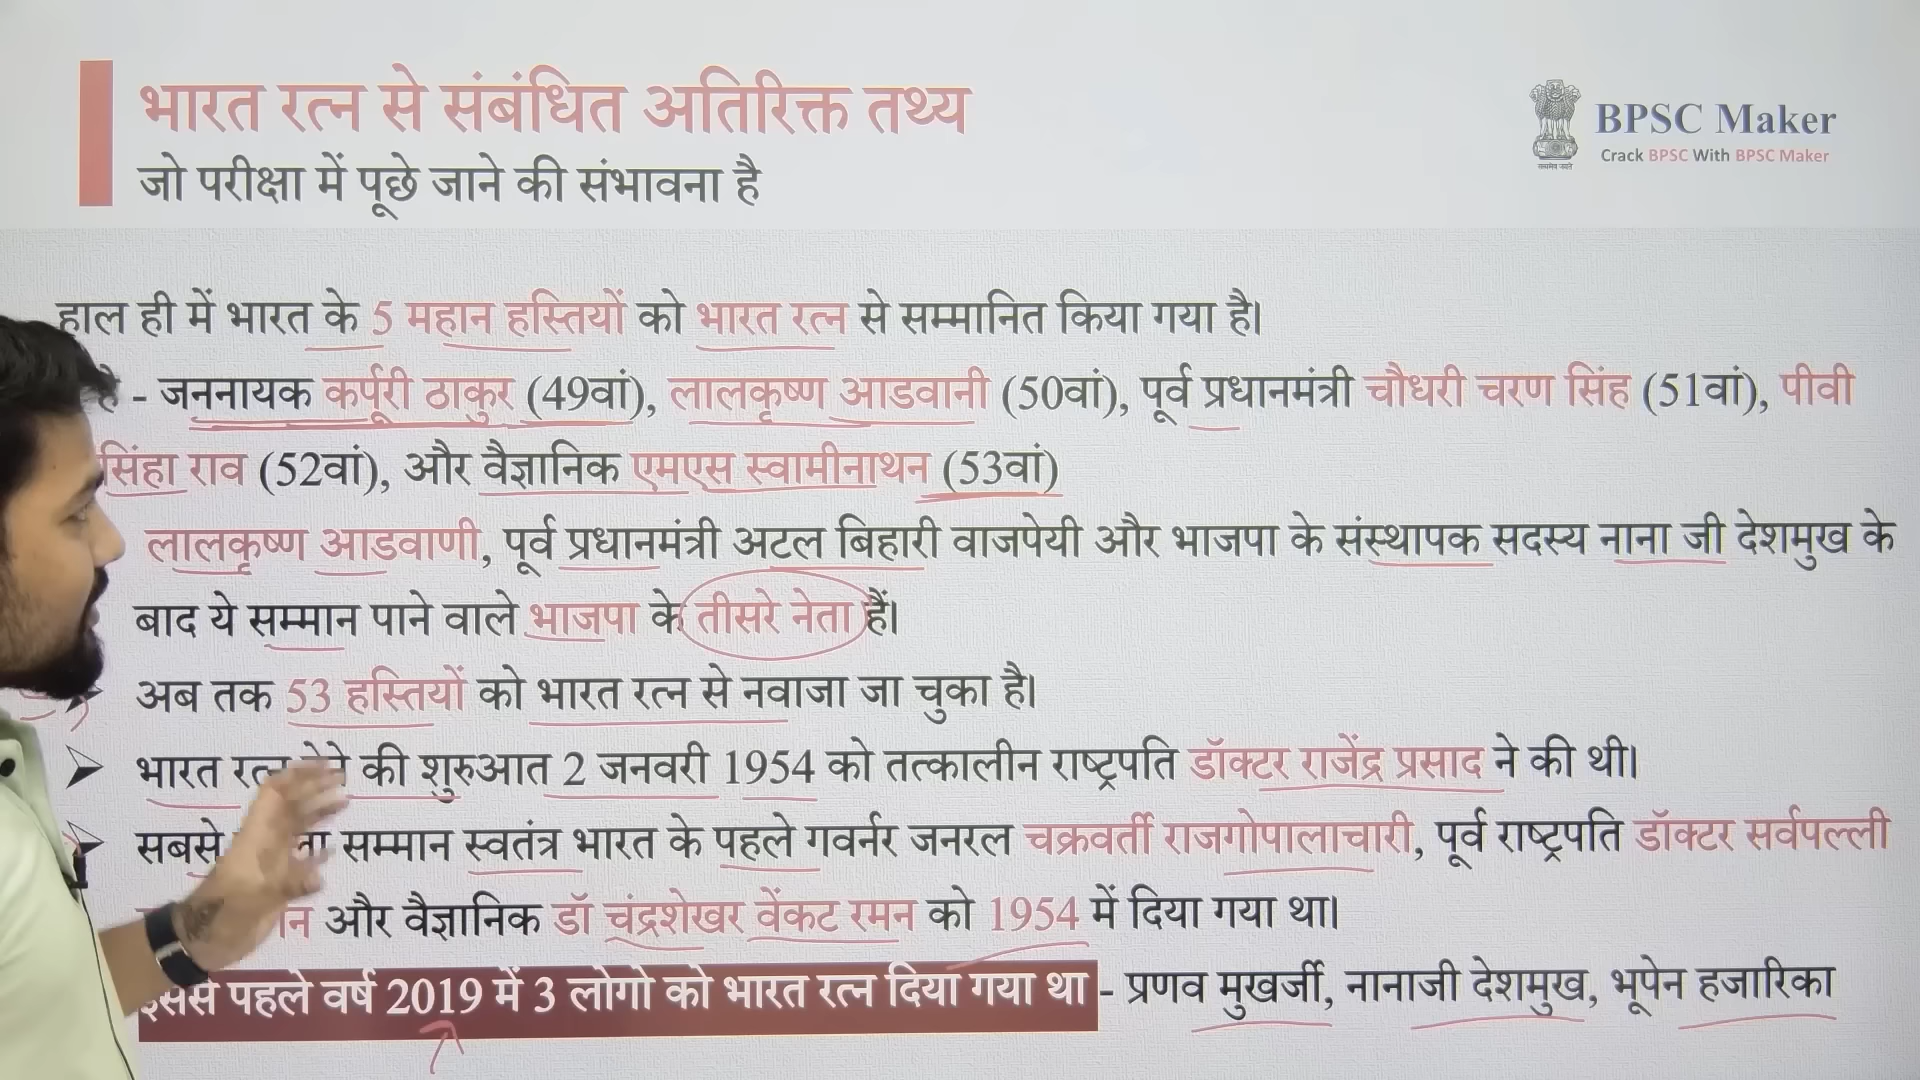 भारत रत्न से संबंधित अतिरिक्त तथ्य
जो परीक्षा में पूछे जाने की संभावना है
BPSC Maker
Crack BPSC With BPSC Maker
हाल ही में भारत के 5 महान हस्तियों को भारत रत्न से सम्मानित किया गया है।
है - जननायक कर्पूरी ठाकुर (49वां), लालकृष्ण आडवानी (50वां), पूर्व प्रधानमंत्री चौधरी चरण सिंह (51वां), पीवी
सिंहा राव (52वां), और वैज्ञानिक एमएस स्वामीनाथन (53वां)
लालकृष्ण आडवाणी, पूर्व प्रधानमंत्री अटल बिहारी वाजपेयी और भाजपा के संस्थापक सदस्य नाना जी देशमुख के
बाद ये सम्मान पाने वाले भाजपा के तीसरे नेता हैं।
अब तक 53 हस्तियों को भारत रत्न से नवाजा जा चुका है।
भारत रत्न की शुरुआत 2 जनवरी 1954 को तत्कालीन राष्ट्रपति डॉक्टर राजेंद्र प्रसाद ने की थी।
सबसे सम्मान स्वतंत्र भारत के पहले गवर्नर जनरल चक्रवर्ती राजगोपालाचारी, पूर्व राष्ट्रपति डॉक्टर सर्वपल्ली
और वैज्ञानिक डॉ चंद्रशेखर वेंकट रमन को 1954 में दिया गया था।
इससे पहले वर्ष 2019 में 3 लोगो को भारत रत्न दिया गया था - प्रणव मुखर्जी, नानाजी देशमुख, भूपेन हजारिका